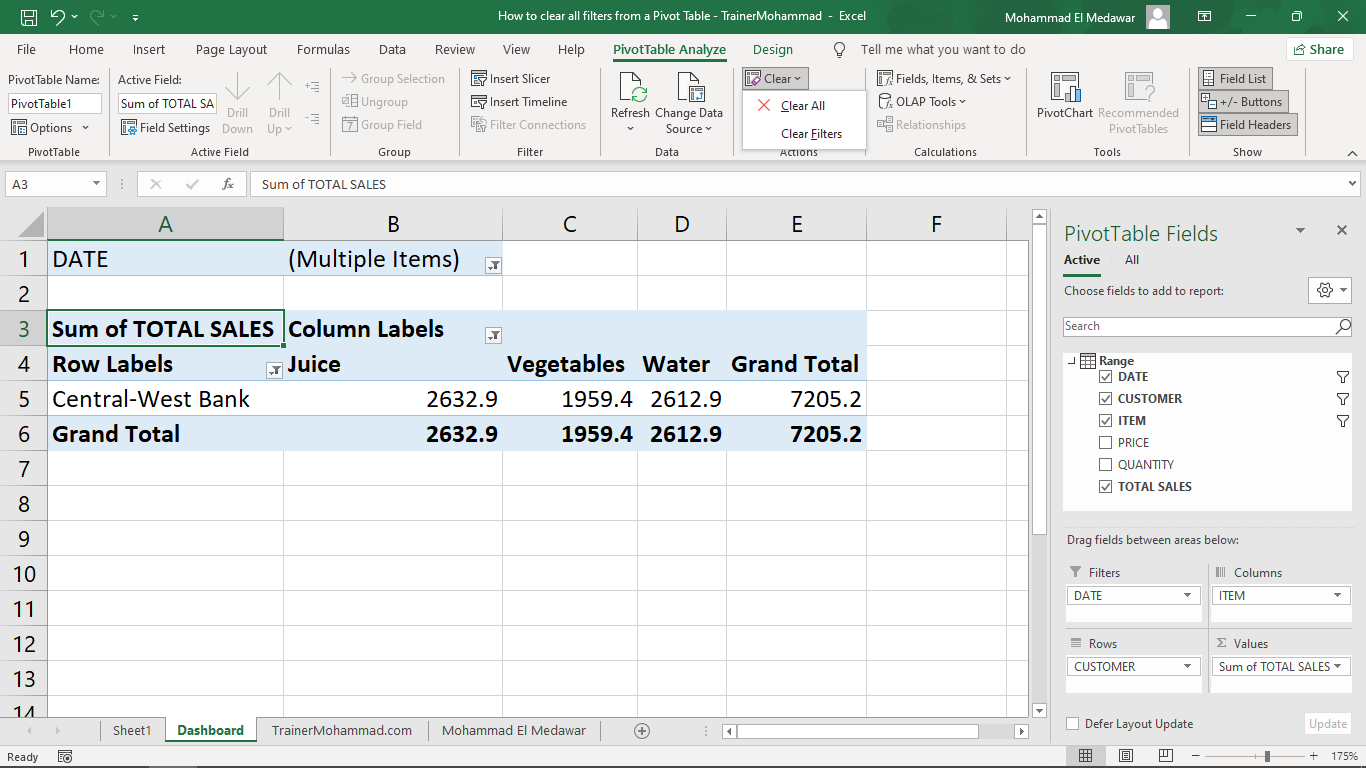 How to clear all filters from a Pivot Table - TrainerMohammad - Excel
Mohammad El Medawar
File Home Insert Page Layout Formulas Data Review View Help PivotTable Analyze Design Tell me what you want to do Share
PivotTable Name:
PivotTable1
Options
PivotTable
Active Field:
Sum of TOTAL SA
Field Settings
Drill Down
Drill Up
Active Field
Group Selection
Ungroup
Group Field
Group
Insert Slicer
Insert Timeline
Filter Connections
Filter
Refresh
Change Data Source
Data
Clear
Clear All
Clear Filters
Actions
Fields, Items, & Sets
OLAP Tools
Relationships
Calculations
PivotChart
Recommended PivotTables
Tools
Field List
+/- Buttons
Field Headers
Show
A3
fx
Sum of TOTAL SALES
A B C D E F
1 DATE (Multiple Items)
2
3 Sum of TOTAL SALES Column Labels
4 Row Labels Juice Vegetables Water Grand Total
5 Central-West Bank 2632.9 1959.4 2612.9 7205.2
6 Grand Total 2632.9 1959.4 2612.9 7205.2
7
8
9
10
11
12
13
14
PivotTable Fields
Active All
Choose fields to add to report:
Search
Range
DATE
CUSTOMER
ITEM
PRICE
QUANTITY
TOTAL SALES
Drag fields between areas below:
Filters
DATE
Columns
ITEM
Rows
CUSTOMER
Σ Values
Sum of TOTAL SALES
Defer Layout Update
Update
Sheet1 Dashboard TrainerMohammad.com Mohammad El Medawar
Ready
175%